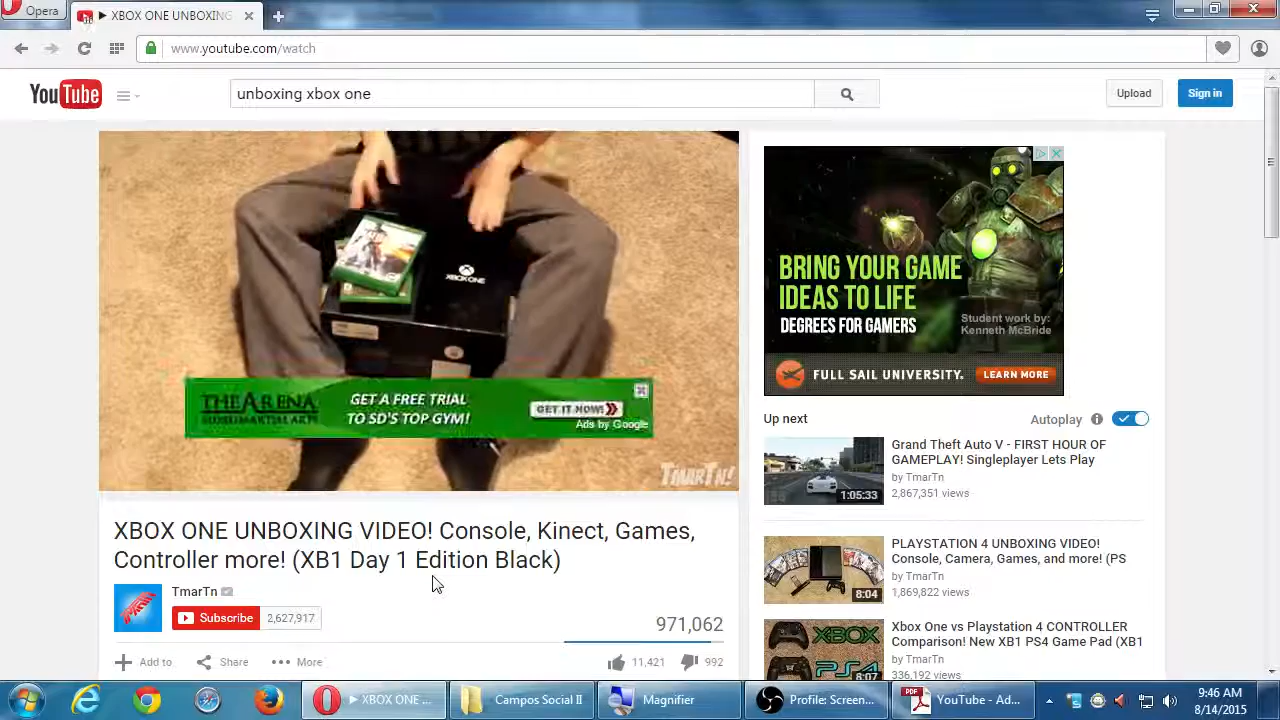 Opera
▶ XBOX ONE UNBOXING
www.youtube.com/watch
YouTube
unboxing xbox one
Upload
Sign in
XBOX ONE
THE ARENA
GET A FREE TRIAL
TO SD'S TOP GYM!
GET IT NOW!
Ads by Google
TMARTN!
BRING YOUR GAME
IDEAS TO LIFE
DEGREES FOR GAMERS
Student work by:
Kenneth McBride
FULL SAIL UNIVERSITY.
LEARN MORE
Up next
Autoplay
Grand Theft Auto V - FIRST HOUR OF
GAMEPLAY! Singleplayer Lets Play
by TmarTn
2,867,351 views
1:05:33
PLAYSTATION 4 UNBOXING VIDEO!
Console, Camera, Games, and more! (PS
by TmarTn
1,869,822 views
8:04
Xbox One vs Playstation 4 CONTROLLER
Comparison! New XB1 PS4 Game Pad (XB1
by TmarTn
336,192 views
XBOX
PS4
8:07
XBOX ONE UNBOXING VIDEO! Console, Kinect, Games,
Controller more! (XB1 Day 1 Edition Black)
TmarTn
Subscribe
2,627,917
971,062
Add to
Share
More
11,421
992
▶ XBOX ONE ...
Campos Social II
Magnifier
Profile: Screen...
PDF
YouTube - Ad...
9:46 AM
8/14/2015